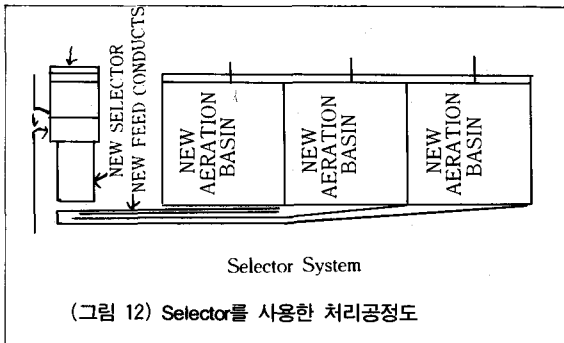 NEW SELECTOR
NEW FEED CONDUCTS
NEW
AERATION
BASIN
NEW
AERATION
BASIN
NEW
AERATION
BASIN
Selector System
(그림 12) Selector를 사용한 처리공정도